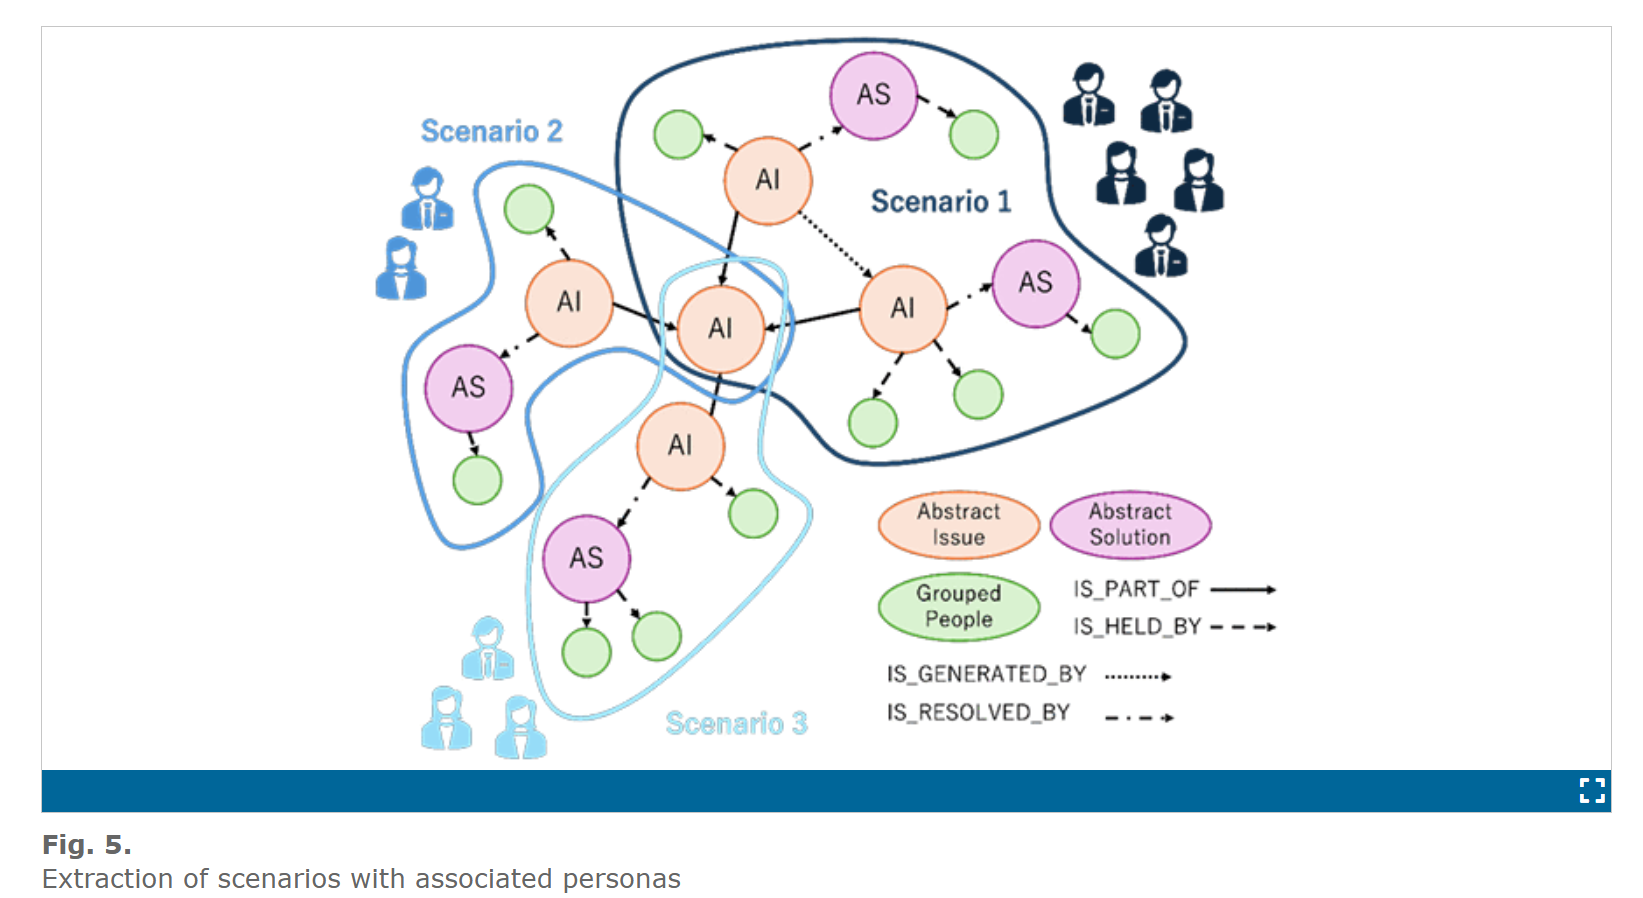 AS
Scenario 2
AI
Scenario 1
AS
AI
AI
AI
AS
AI
AS
Abstract
Issue
Abstract
Solution
Grouped
People
IS_PART_OF
IS_HELD_BY
IS_GENERATED_BY
IS_RESOLVED_BY
Scenario 3
Fig. 5.
Extraction of scenarios with associated personas